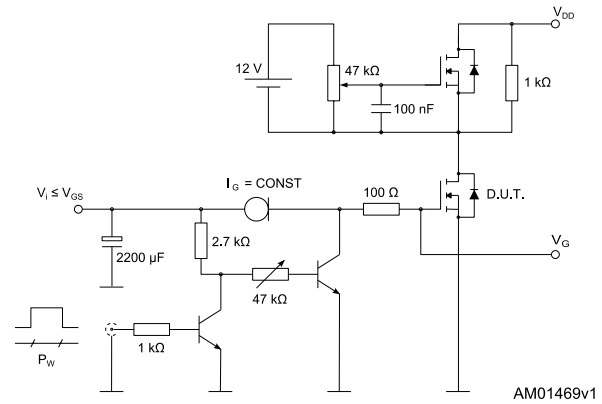 V_DD
12 V
47 kΩ
1 kΩ
100 nF
V_i ≤ V_GS
I_G = CONST
100 Ω
D.U.T.
2.7 kΩ
2200 µF
V_G
47 kΩ
1 kΩ
P_W
AM01469v1